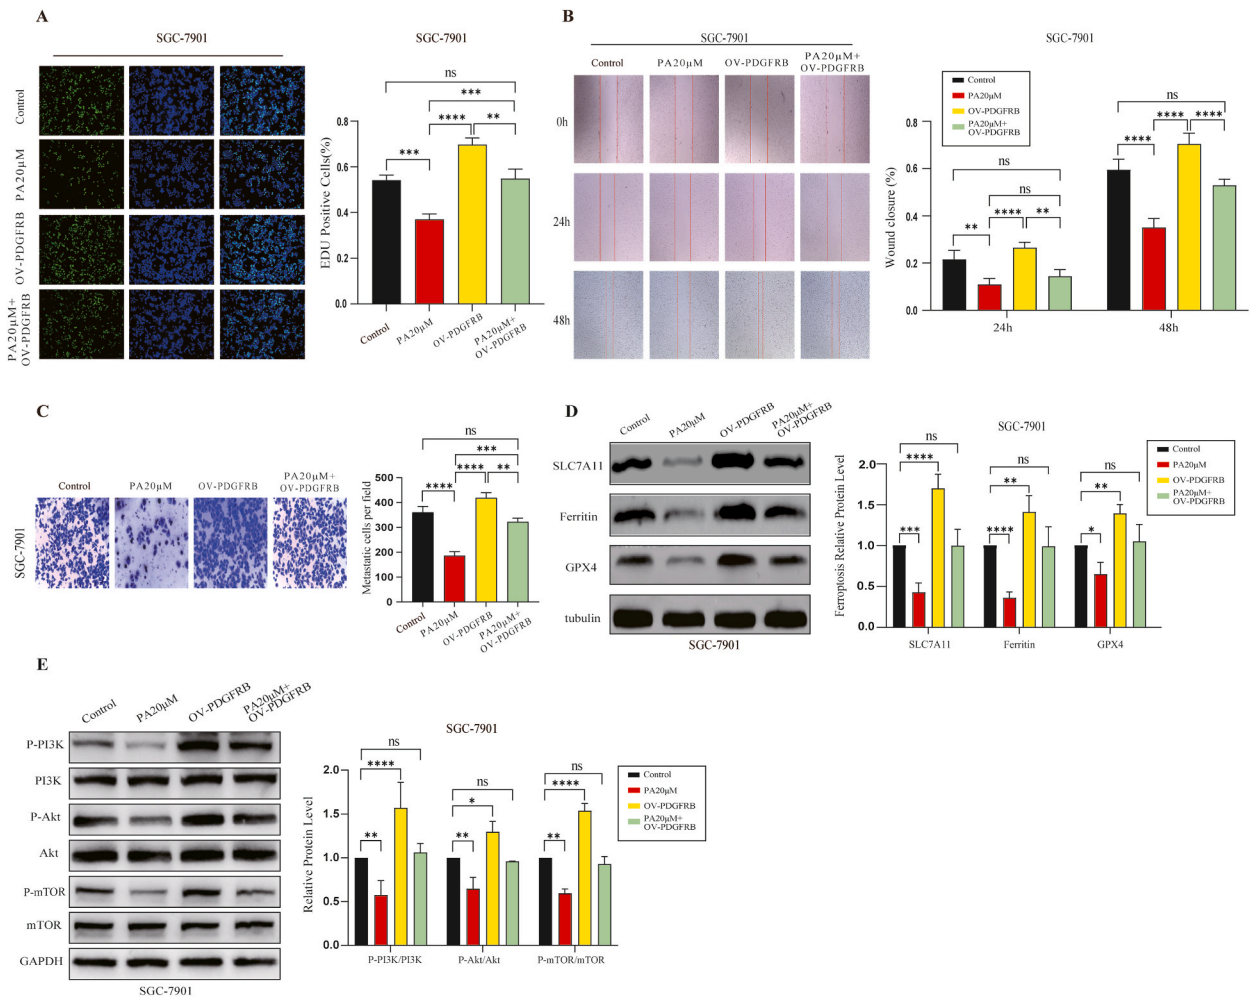 A
SGC-7901
Control
PA20μM
OV-PDGFRB
PA20μM+
OV-PDGFRB
SGC-7901
ns
***
****
**
***
EDU Positive Cells(%)
0.8
0.6
0.4
0.2
0.0
Control
PA20μM
OV-PDGFRB
PA20μM+
OV-PDGFRB
B
SGC-7901
Control
PA20μM
OV-PDGFRB
PA20μM+
OV-PDGFRB
0h
24h
48h
SGC-7901
Control
PA20μM
OV-PDGFRB
PA20μM+
OV-PDGFRB
Wound closure (%)
0.8
0.6
0.4
0.2
0.0
ns
ns
**
****
**
ns
****
****
****
24h
48h
C
Control
PA20μM
OV-PDGFRB
PA20μM+
OV-PDGFRB
SGC-7901
ns
***
****
**
****
Metastatic cells per field
500
400
300
200
100
0
Control
PA20μM
OV-PDGFRB
PA20μM+
OV-PDGFRB
D
Control
PA20μM
OV-PDGFRB
PA20μM+
OV-PDGFRB
SLC7A11
Ferritin
GPX4
tubulin
SGC-7901
SGC-7901
Ferroptosis Relative Protein Level
2.0
1.5
1.0
0.5
0.0
ns
****
***
ns
**
****
ns
**
*
SLC7A11
Ferritin
GPX4
Control
PA20μM
OV-PDGFRB
PA20μM+
OV-PDGFRB
E
Control
PA20μM
OV-PDGFRB
PA20μM+
OV-PDGFRB
P-PI3K
PI3K
P-Akt
Akt
P-mTOR
mTOR
GAPDH
SGC-7901
SGC-7901
Relative Protein Level
2.0
1.5
1.0
0.5
0.0
ns
****
**
ns
*
**
ns
****
**
P-PI3K/PI3K
P-Akt/Akt
P-mTOR/mTOR
Control
PA20μM
OV-PDGFRB
PA20μM+
OV-PDGFRB